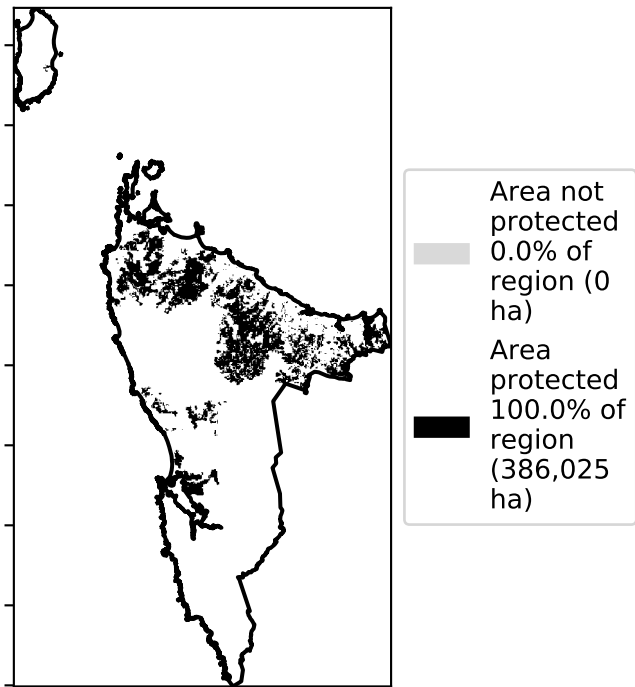 Area not
protected
0.0% of
region (0
ha)
Area
protected
100.0% of
region
(386,025
ha)